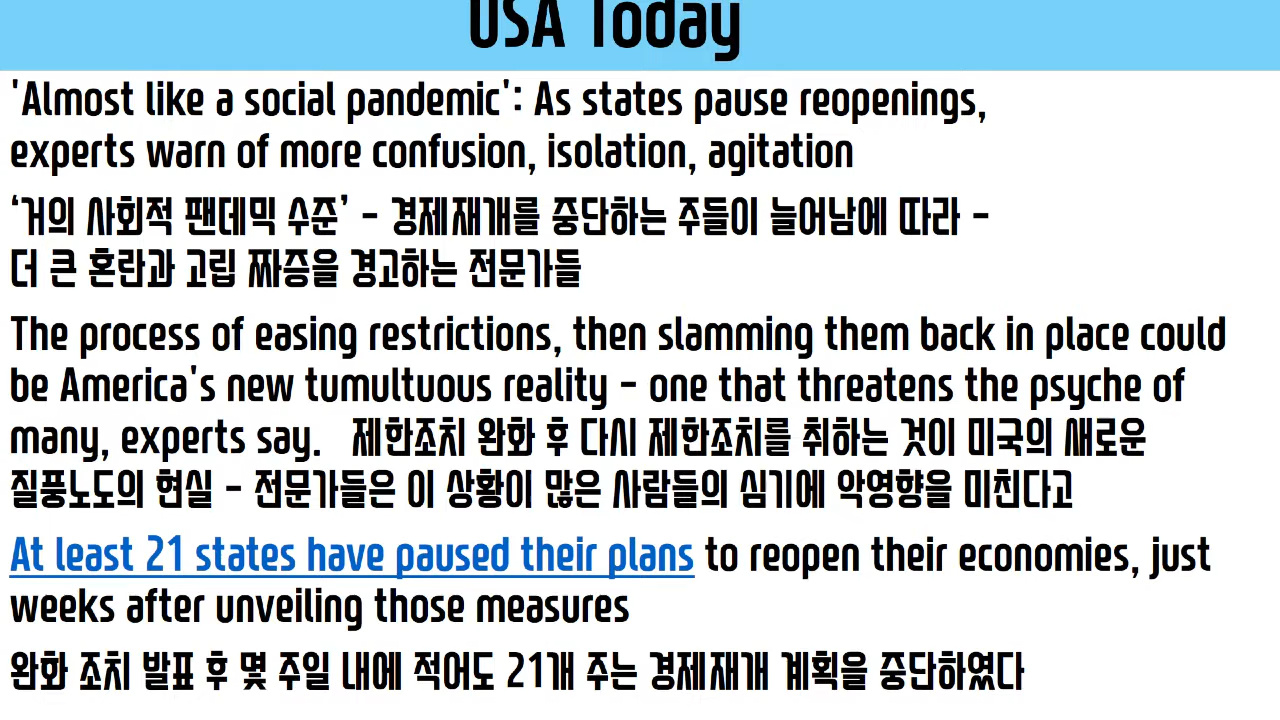 USA Today
'Almost like a social pandemic': As states pause reopenings,
experts warn of more confusion, isolation, agitation
‘거의 사회적 팬데믹 수준’ - 경제재개를 중단하는 주들이 늘어남에 따라 -
더 큰 혼란과 고립 짜증을 경고하는 전문가들
The process of easing restrictions, then slamming them back in place could
be America's new tumultuous reality - one that threatens the psyche of
many, experts say. 제한조치 완화 후 다시 제한조치를 취하는 것이 미국의 새로운
질풍노도의 현실 - 전문가들은 이 상황이 많은 사람들의 심기에 악영향을 미친다고
At least 21 states have paused their plans to reopen their economies, just
weeks after unveiling those measures
완화 조치 발표 후 몇 주일 내에 적어도 21개 주는 경제재개 계획을 중단하였다